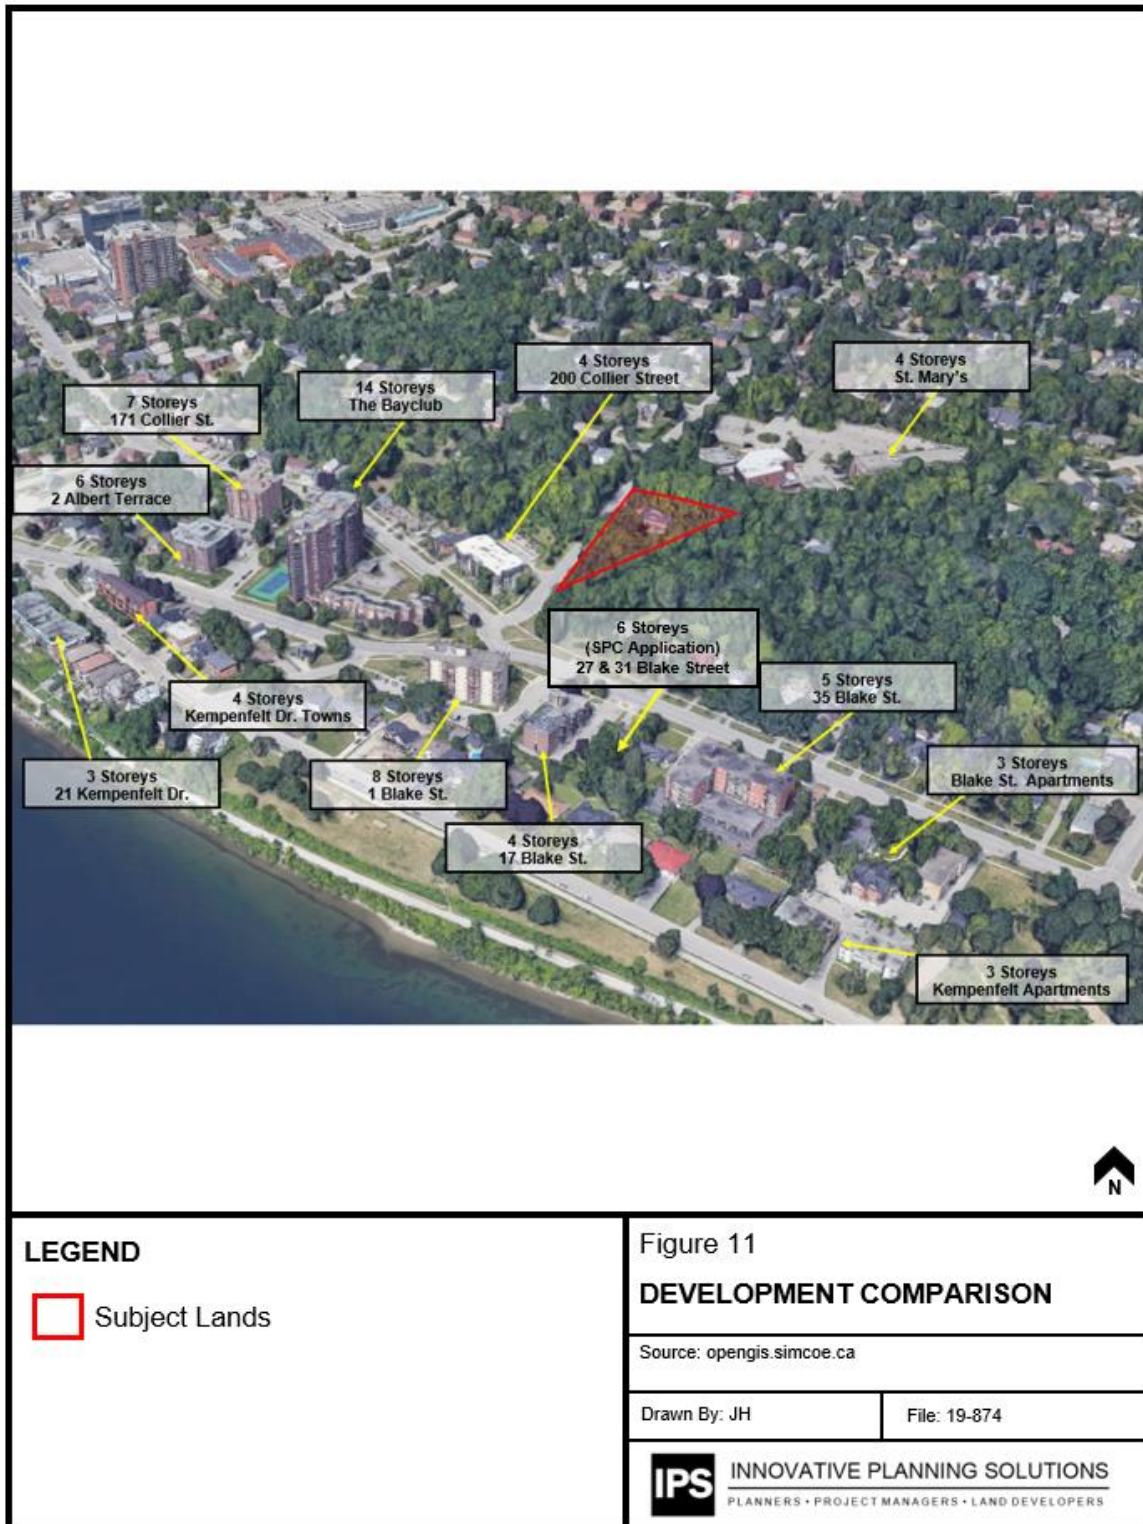 4 Storeys
200 Collier Street
4 Storeys
St. Mary's
14 Storeys
The Bayclub
7 Storeys
171 Collier St.
6 Storeys
2 Albert Terrace
6 Storeys
(SPC Application)
27 & 31 Blake Street
5 Storeys
35 Blake St.
4 Storeys
Kempenfelt Dr. Towns
3 Storeys
21 Kempenfelt Dr.
8 Storeys
1 Blake St.
3 Storeys
Blake St. Apartments
4 Storeys
17 Blake St.
3 Storeys
Kempenfelt Apartments
N
LEGEND
Subject Lands
Figure 11
DEVELOPMENT COMPARISON
Source: opengis.simcoe.ca
Drawn By: JH
File: 19-874
IPS
INNOVATIVE PLANNING SOLUTIONS
PLANNERS • PROJECT MANAGERS • LAND DEVELOPERS